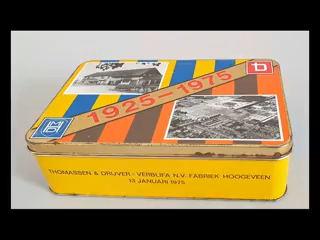 1925-1975
THOMASSEN & DRIJVER-VERBLIFA N.V. FABRIEK HOOGEVEEN
13 JANUARI 1975